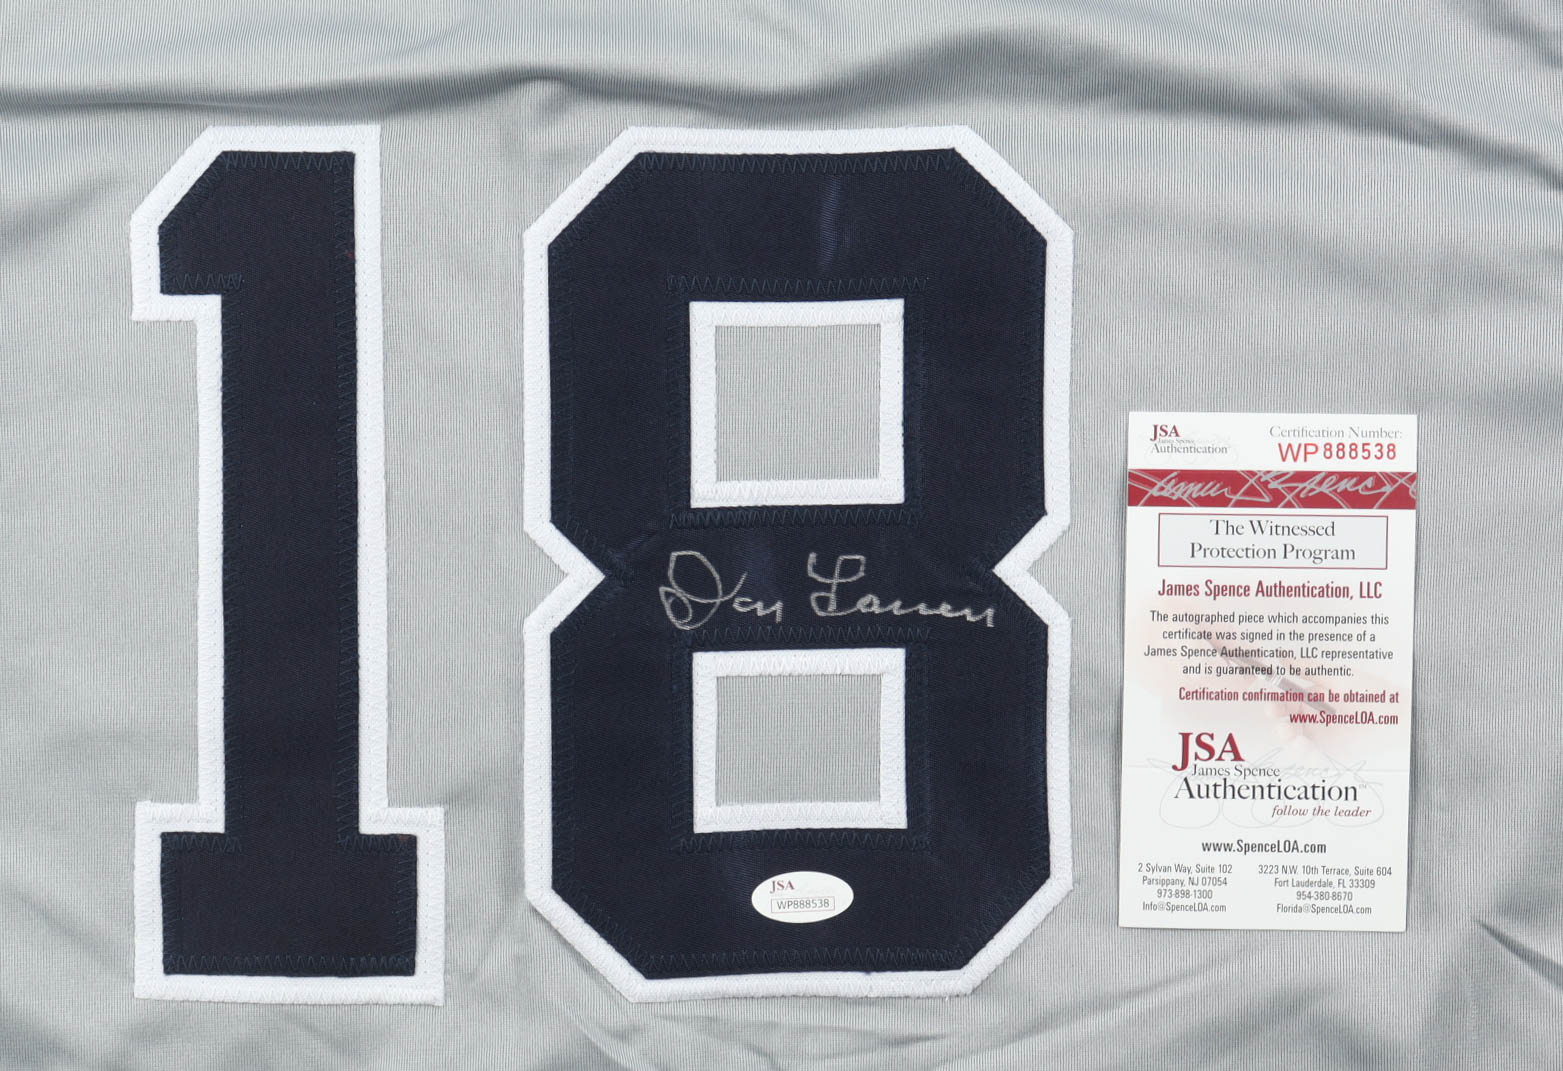 18
Don Larsen
JSA
WP888538
JSA
James Spence
Authentication
Certification Number:
WP888538
The Witnessed
Protection Program
James Spence Authentication, LLC
The autographed piece which accompanies this
certificate was signed in the presence of a
James Spence Authentication, LLC representative
and is guaranteed to be authentic.
Certification confirmation can be obtained at
www.SpenceLOA.com
JSA
James Spence
Authentication™
follow the leader
www.SpenceLOA.com
2 Sylvan Way, Suite 102
Parsippany, NJ 07054
973-898-1300
Info@SpenceLOA.com
3223 N.W. 10th Terrace, Suite 604
Fort Lauderdale, FL 33309
954-380-8670
Florida@SpenceLOA.com